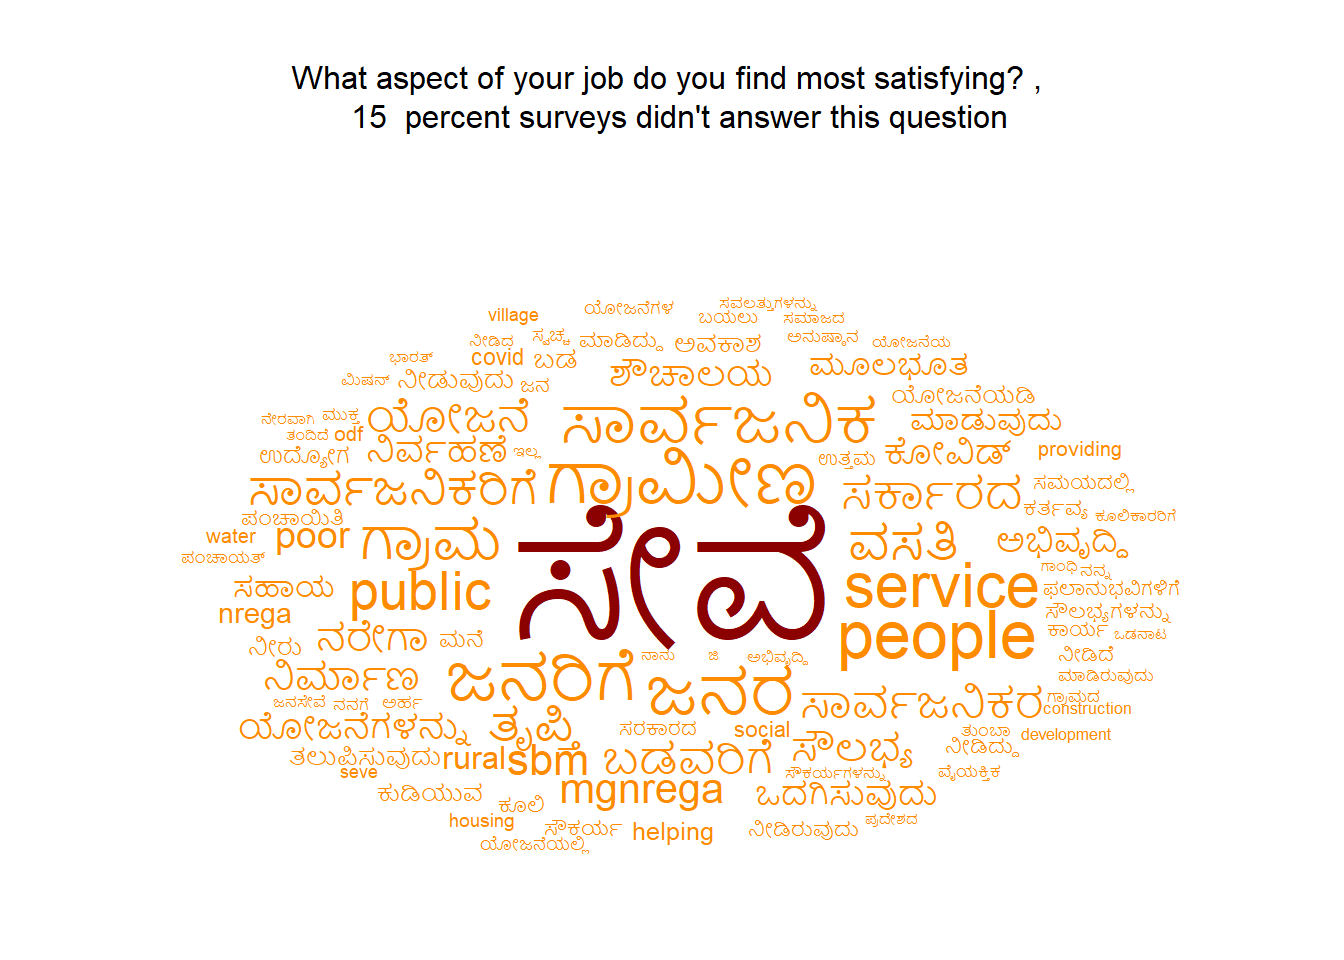 What aspect of your job do you find most satisfying? ,
15 percent surveys didn't answer this question
ಸವಲತ್ತುಗಳನ್ನು
village ಯೋಜನೆಗಳ ಬಯಲು ಸಮಾಜದ
ನೀಡಿದ ಸ್ವಚ್ಛ ಮಾಡಿದ್ದು ಅವಕಾಶ ಅನುಷ್ಠಾನ ಯೋಜನೆಯ
ಭಾರತ್ covid ಬಡ ಶೌಚಾಲಯ ಮೂಲಭೂತ
ಮಿಷನ್ ನೀಡುವುದು ಜನ ಯೋಜನೆಯಡಿ
ನೇರವಾಗಿ ಮುಕ್ತ ಯೋಜನೆ ಸಾರ್ವಜನಿಕ ಮಾಡುವುದು
ತಂದಿದೆ odf ನಿರ್ವಹಣೆ ಇಲ್ಲ ಕೋವಿಡ್ providing
ಉದ್ಯೋಗ ಗ್ರಾಮೀಣ ಉತ್ತಮ
ಸಾರ್ವಜನಿಕರಿಗೆ ಸರ್ಕಾರದ ಸಮಯದಲ್ಲಿ
ಪಂಚಾಯಿತಿ ಕರ್ತವ್ಯ ಕೂಲಿಕಾರರಿಗೆ
water poor ಗ್ರಾಮ ಸೇವೆ ವಸತಿ ಅಭಿವೃದ್ದಿ
ಪಂಚಾಯತ್ ಗಾಂಧಿ ನನ್ನ
ಸಹಾಯ public service ಫಲಾನುಭವಿಗಳಿಗೆ
nrega ಸೌಲಭ್ಯಗಳನ್ನು
ನೀರು ನರೇಗಾ ಮನೆ people ಕಾರ್ಯ ಒಡನಾಟ
ನಾನು ಜಿ ಅಭಿವೃದ್ಧಿ ನೀಡಿದೆ
ನಿರ್ಮಾಣ ಜನರಿಗೆ ಜನರ ಮಾಡಿರುವುದು
ಜನಸೇವೆ ನನಗೆ ಅರ್ಹ ಸಾರ್ವಜನಿಕರ ಗ್ರಾಮದ
construction
ಯೋಜನೆಗಳನ್ನು ತೃಪ್ತಿ ಸರಕಾರದ social ತುಂಬಾ development
ತಲುಪಿಸುವುದು rural sbm ಬಡವರಿಗೆ ಸೌಲಭ್ಯ ನೀಡಿದ್ದು
seve ಸೌಕರ್ಯಗಳನ್ನು ವೈಯಕ್ತಿಕ
ಕುಡಿಯುವ ಕೂಲಿ mgnrega ಒದಗಿಸುವುದು
housing ಸೌಕರ್ಯ helping ನೀಡಿರುವುದು ಪ್ರದೇಶದ
ಯೋಜನೆಯಲ್ಲಿ